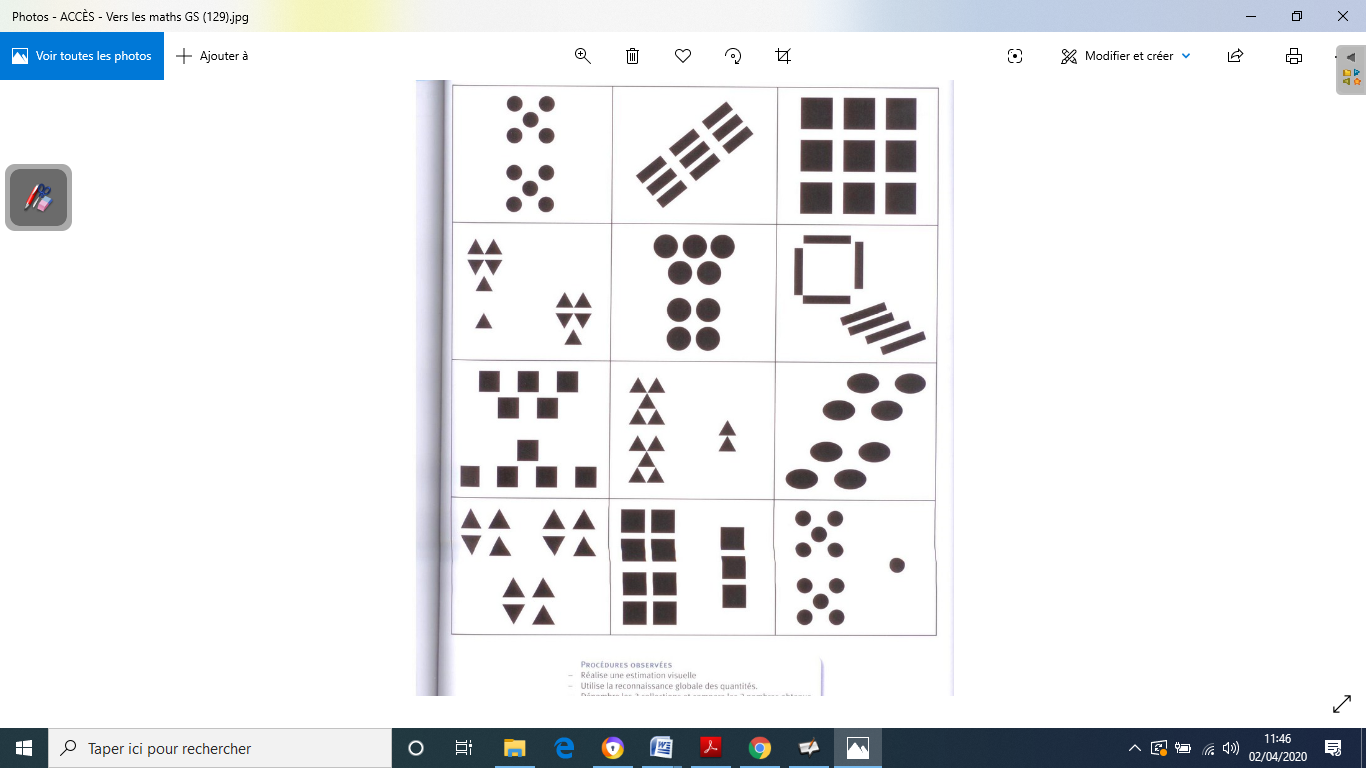 Photos - ACCÈS - Vers les maths GS (129).jpg
Voir toutes les photos
Ajouter à
Modifier et créer
PROCÉDURES OBSERVÉES
– Réalise une estimation visuelle
– Utilise la reconnaissance globale des quantités.
Taper ici pour rechercher
11:46
02/04/2020